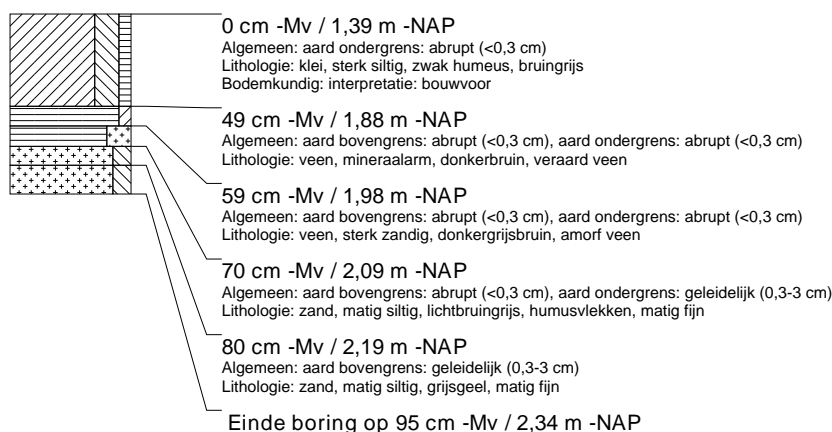 0 cm -Mv / 1,39 m -NAP
Algemeen: aard ondergrens: abrupt (<0,3 cm)
Lithologie: klei, sterk siltig, zwak humeus, bruingrijs
Bodemkundig: interpretatie: bouwvoor
49 cm -Mv / 1,88 m -NAP
Algemeen: aard bovengrens: abrupt (<0,3 cm), aard ondergrens: abrupt (<0,3 cm)
Lithologie: veen, mineraalarm, donkerbruin, veraard veen
59 cm -Mv / 1,98 m -NAP
Algemeen: aard bovengrens: abrupt (<0,3 cm), aard ondergrens: abrupt (<0,3 cm)
Lithologie: veen, sterk zandig, donkergrijsbruin, amorf veen
70 cm -Mv / 2,09 m -NAP
Algemeen: aard bovengrens: abrupt (<0,3 cm), aard ondergrens: geleidelijk (0,3-3 cm)
Lithologie: zand, matig siltig, lichtbruingrijs, humusvlekken, matig fijn
80 cm -Mv / 2,19 m -NAP
Algemeen: aard bovengrens: geleidelijk (0,3-3 cm)
Lithologie: zand, matig siltig, grijsgeel, matig fijn
Einde boring op 95 cm -Mv / 2,34 m -NAP